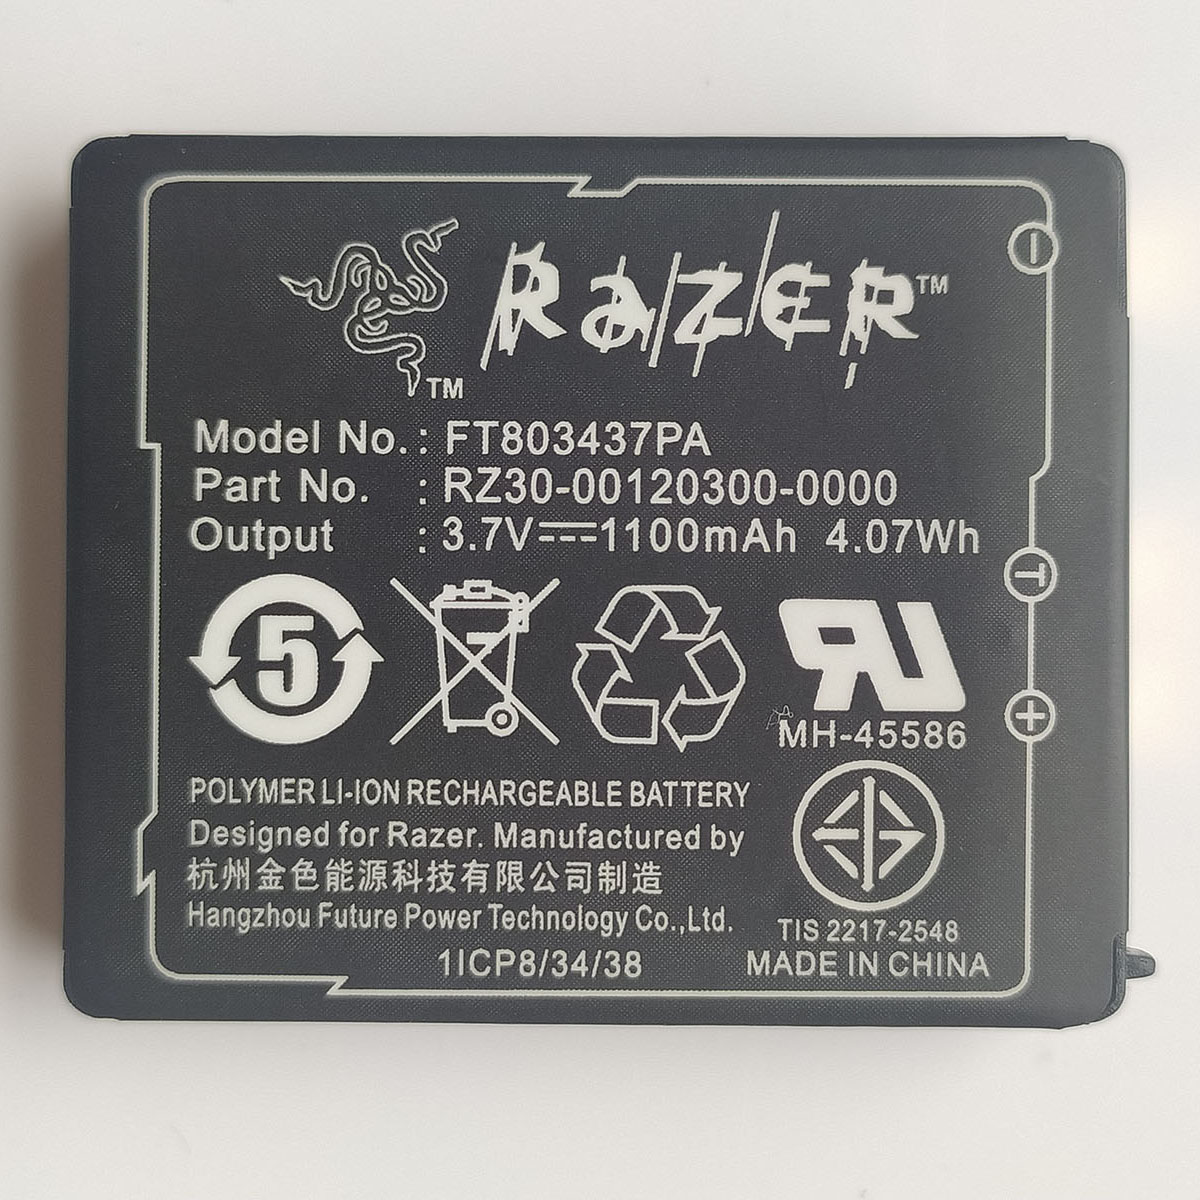 RAZER™
TM
Model No.: FT803437PA
Part No. : RZ30-00120300-0000
Output : 3.7V⎓1100mAh 4.07Wh
T
5
MH-45586
POLYMER LI-ION RECHARGEABLE BATTERY
Designed for Razer. Manufactured by
杭州金色能源科技有限公司制造
Hangzhou Future Power Technology Co.,Ltd.
TIS 2217-2548
1ICP8/34/38
MADE IN CHINA